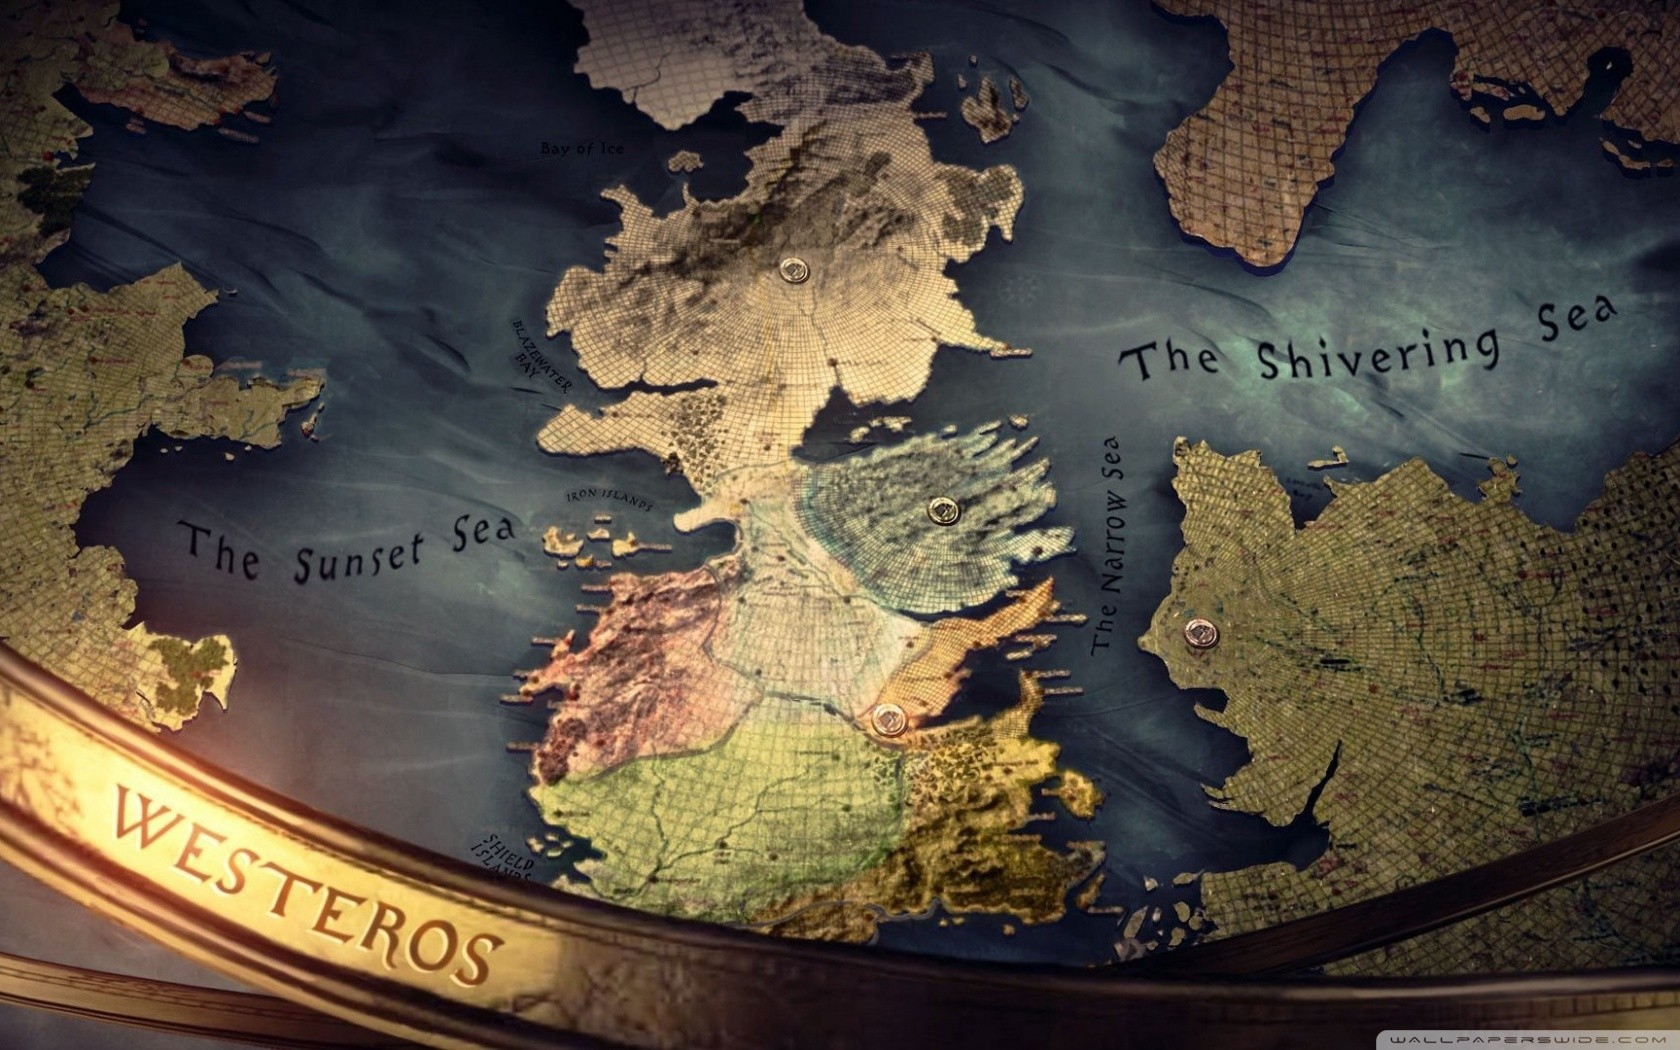 Bay of Ice
The Shivering Sea
BLAZEWATER
BAY
The Narrow Sea
IRON ISLANDS
The Sunset Sea
SHIELD
ISLANDS
WESTEROS
WALLPAPERSWIDE.COM